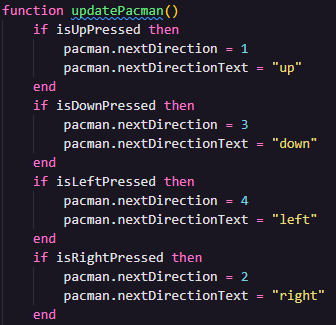 function updatePacman()
    if isUpPressed then
        pacman.nextDirection = 1
        pacman.nextDirectionText = "up"
    end
    if isDownPressed then
        pacman.nextDirection = 3
        pacman.nextDirectionText = "down"
    end
    if isLeftPressed then
        pacman.nextDirection = 4
        pacman.nextDirectionText = "left"
    end
    if isRightPressed then
        pacman.nextDirection = 2
        pacman.nextDirectionText = "right"
    end